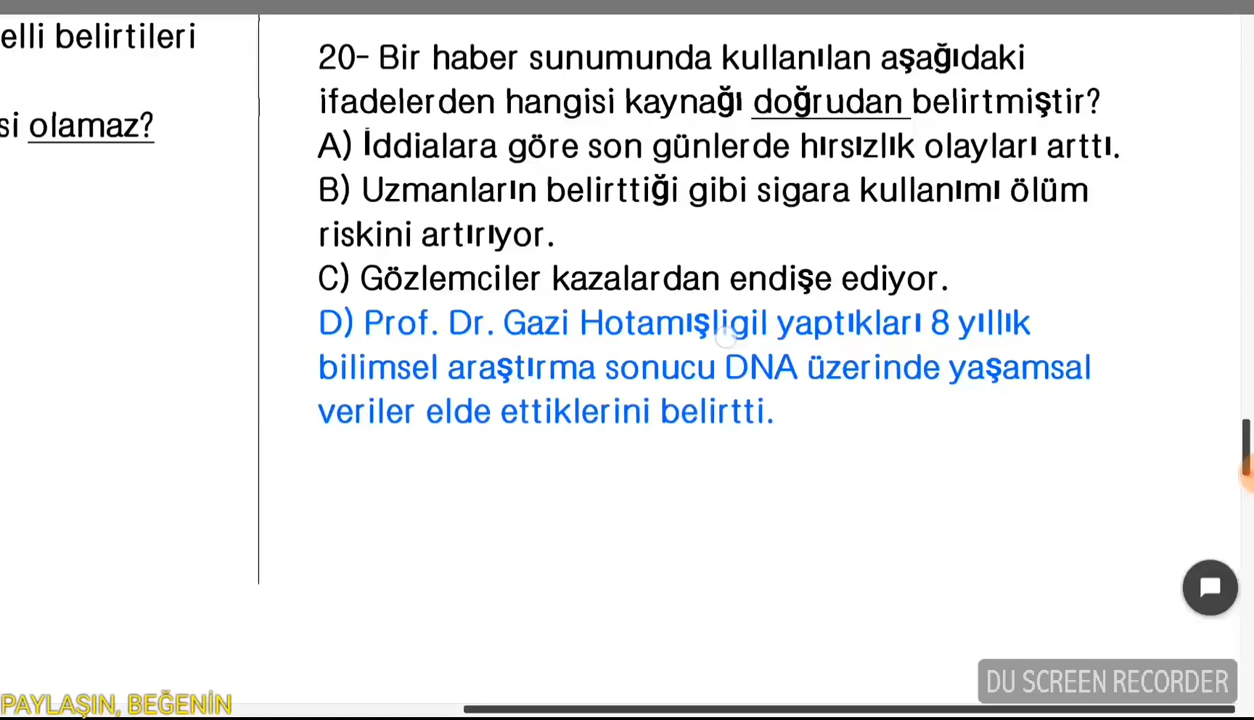 elli belirtileri
si olamaz?
20- Bir haber sunumunda kullanılan aşağıdaki
ifadelerden hangisi kaynağı doğrudan belirtmiştir?
A) İddialara göre son günlerde hırsızlık olayları arttı.
B) Uzmanların belirttiği gibi sigara kullanımı ölüm
riskini artırıyor.
C) Gözlemciler kazalardan endişe ediyor.
D) Prof. Dr. Gazi Hotamışligil yaptıkları 8 yıllık
bilimsel araştırma sonucu DNA üzerinde yaşamsal
veriler elde ettiklerini belirtti.
DU SCREEN RECORDER
PAYLAŞIN, BEĞENİN